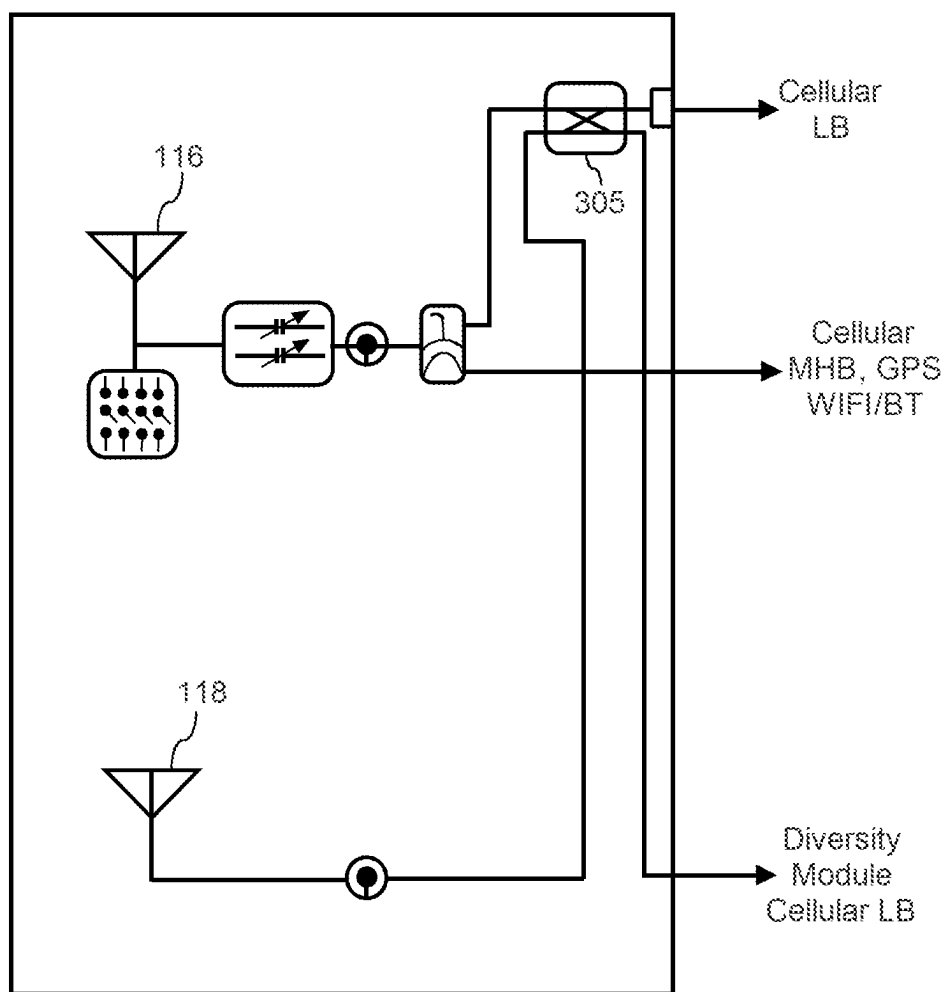 Cellular
LB
305
116
Cellular
MHB, GPS
WIFI/BT
118
Diversity
Module
Cellular LB